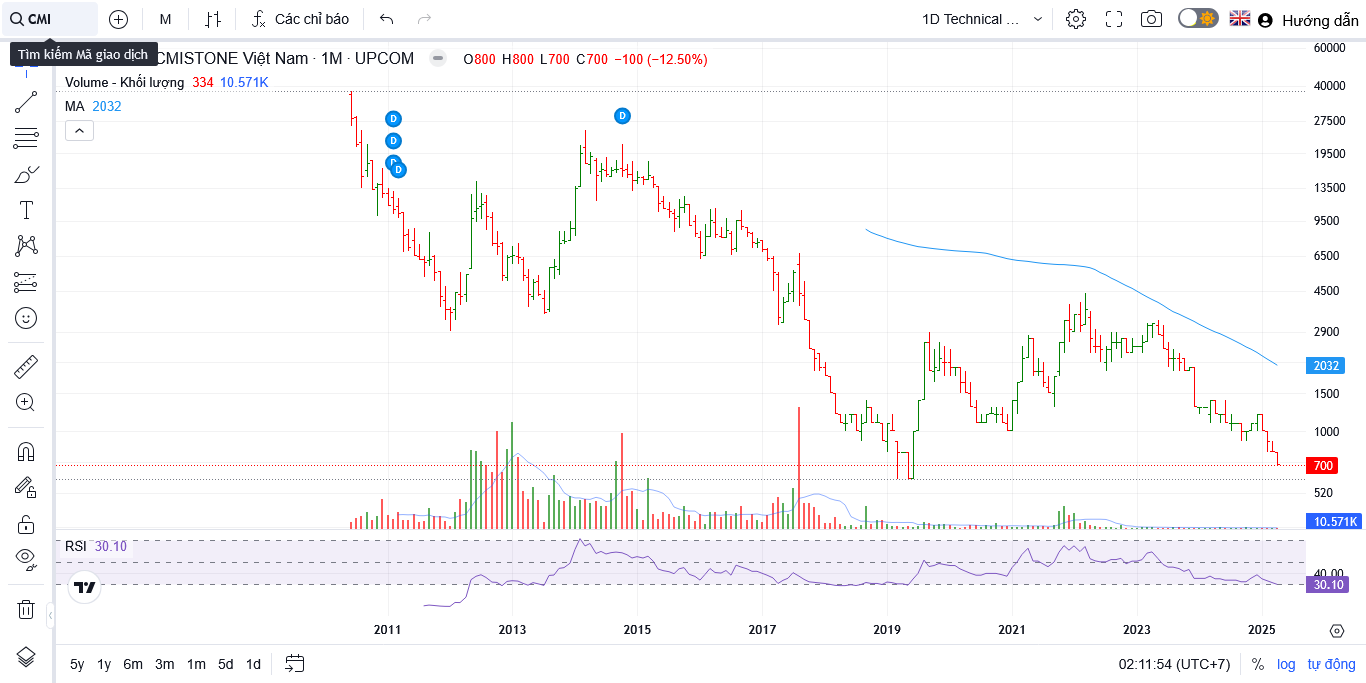 CMI
M
Các chỉ báo
1D Technical ...
Hướng dẫn
Tìm kiếm Mã giao dịch
CMISTONE Việt Nam · 1M · UPCOM
O800 H800 L700 C700 −100 (−12.50%)
Volume - Khối lượng 334 10.571K
MA 2032
D
D
D
D
D
60000
40000
27500
19500
13500
9500
6500
4500
2900
2032
1500
1000
700
520
10.571K
RSI 30.10
40.00
30.10
2011 2013 2015 2017 2019 2021 2023 2025
5y 1y 6m 3m 1m 5d 1d
02:11:54 (UTC+7) % log tự động